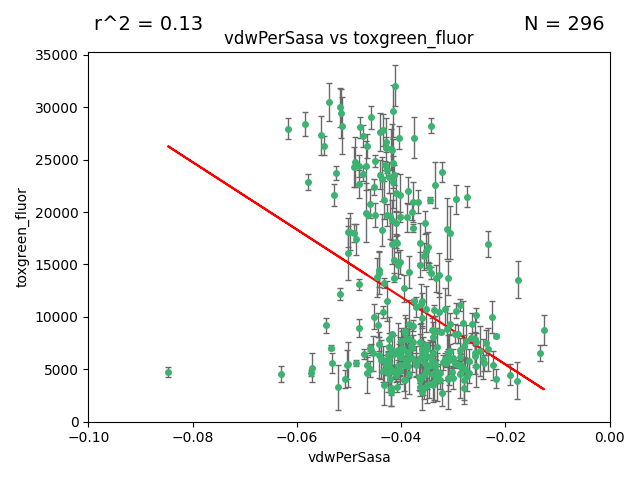 r^2 = 0.13
N = 296
vdwPerSasa vs toxgreen_fluor
35000
30000
25000
20000
15000
10000
5000
0
toxgreen_fluor
−0.10
−0.08
−0.06
−0.04
−0.02
0.00
vdwPerSasa